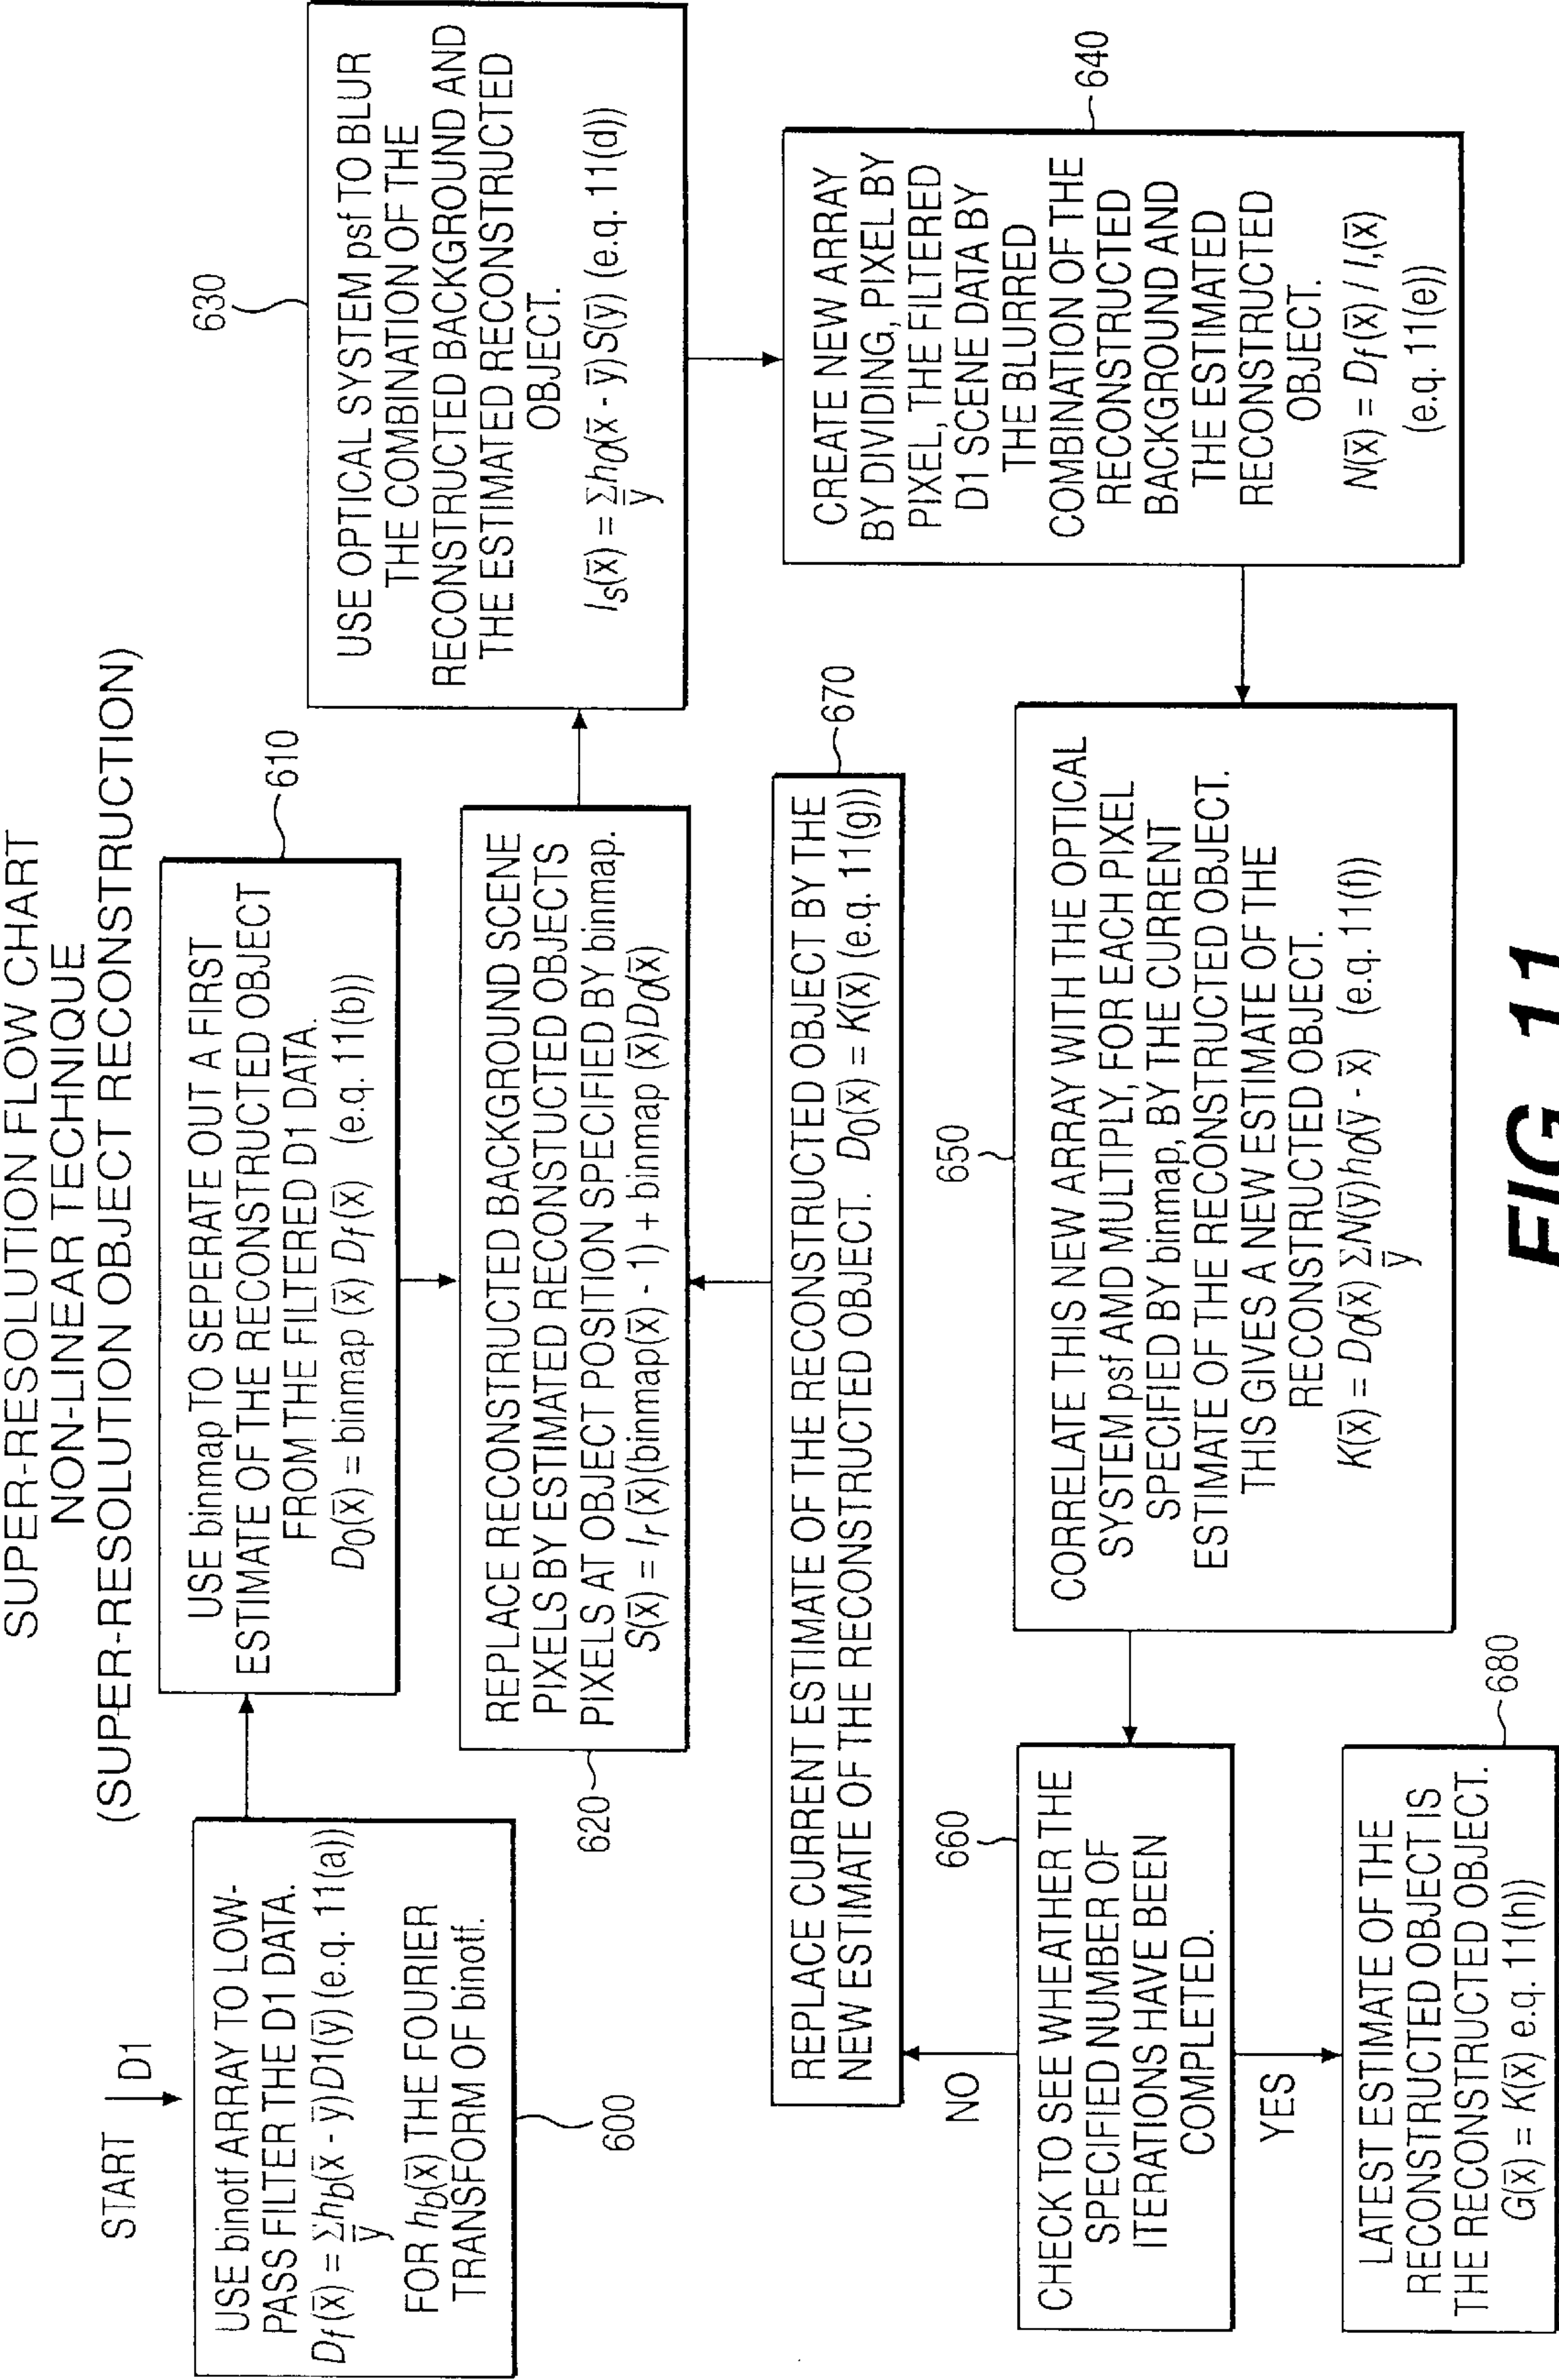 SUPER-RESOLUTION FLOW CHART
NON-LINEAR TECHNIQUE
(SUPER-RESOLUTION OBJECT RECONSTRUCTION)
START
D1
USE binotf ARRAY TO LOW-
PASS FILTER THE D1 DATA.
Df(x̄) = Σhb(x̄ - ȳ)D1(ȳ) (e.q. 11(a))
ȳ
FOR hb(x̄) THE FOURIER
TRANSFORM OF binotf.
600
610
USE binmap TO SEPERATE OUT A FIRST
ESTIMATE OF THE RECONSTRUCTED OBJECT
FROM THE FILTERED D1 DATA.
D0(x̄) = binmap (x̄) Df(x̄) (e.q. 11(b))
620
REPLACE RECONSTRUCTED BACKGROUND SCENE
PIXELS BY ESTIMATED RECONSTUCTED OBJECTS
PIXELS AT OBJECT POSITION SPECIFIED BY binmap.
S(x̄) = Ir(x̄)(binmap(x̄) - 1) + binmap (x̄)D0(x̄)
630
USE OPTICAL SYSTEM psf TO BLUR
THE COMBINATION OF THE
RECONSTRUCTED BACKGROUND AND
THE ESTIMATED RECONSTRUCTED
OBJECT.
Is(x̄) = Σh0(x̄ - ȳ)S(ȳ) (e.q. 11(d))
ȳ
640
CREATE NEW ARRAY
BY DIVIDING, PIXEL BY
PIXEL, THE FILTERED
D1 SCENE DATA BY
THE BLURRED
COMBINATION OF THE
RECONSTRUCTED
BACKGROUND AND
THE ESTIMATED
RECONSTRUCTED
OBJECT.
N(x̄) = Df(x̄) / I,(x̄)
(e.q. 11(e))
650
CORRELATE THIS NEW ARRAY WITH THE OPTICAL
SYSTEM psf AMD MULTIPLY, FOR EACH PIXEL
SPECIFIED BY binmap, BY THE CURRENT
ESTIMATE OF THE RECONSTRUCTED OBJECT.
THIS GIVES A NEW ESTIMATE OF THE
RECONSTRUCTED OBJECT.
K(x̄) = D0(x̄) ΣN(ȳ)h0(ȳ - x̄) (e.q. 11(f))
ȳ
660
CHECK TO SEE WHEATHER THE
SPECIFIED NUMBER OF
ITERATIONS HAVE BEEN
COMPLETED.
NO
YES
670
REPLACE CURRENT ESTIMATE OF THE RECONSTRUCTED OBJECT BY THE
NEW ESTIMATE OF THE RECONSTRUCTED OBJECT. D0(x̄) = K(x̄) (e.q. 11(g))
680
LATEST ESTIMATE OF THE
RECONSTRUCTED OBJECT IS
THE RECONSTRUCTED OBJECT.
G(x̄) = K(x̄) e.q. 11(h))
FIG 11